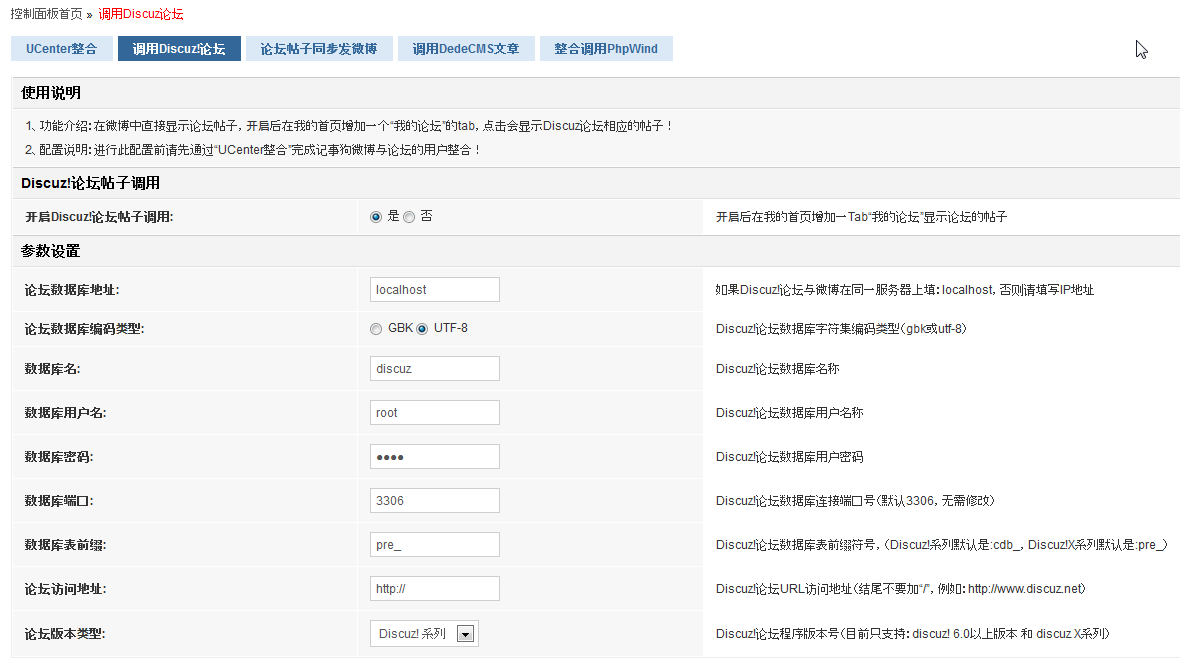 控制面板首页 » 调用Discuz论坛
UCenter整合 调用Discuz!论坛 论坛帖子同步发微博 调用DedeCMS文章 整合调用PhpWind
使用说明
1、功能介绍: 在微博中直接显示论坛帖子, 开启后在我的首页增加一个“我的论坛”的tab, 点击会显示Discuz论坛相应的帖子！
2、配置说明: 进行此配置前请先通过“UCenter整合”完成记事狗微博与论坛的用户整合！
Discuz!论坛帖子调用
开启Discuz!论坛帖子调用: 是 否 开启后在我的首页增加一Tab“我的论坛”显示论坛的帖子
参数设置
论坛数据库地址: localhost 如果Discuz!论坛与微博在同一服务器上填: localhost, 否则请填写IP地址
论坛数据库编码类型: GBK UTF-8 Discuz!论坛数据库字符集编码类型(gbk或utf-8)
数据库名: discuz Discuz!论坛数据库名称
数据库用户名: root Discuz!论坛数据库用户名称
数据库密码: ●●●● Discuz!论坛数据库用户密码
数据库端口: 3306 Discuz!论坛数据库连接端口号(默认3306, 无需修改)
数据库表前缀: pre_ Discuz!论坛数据库表前缀符号, (Discuz!系列默认是:cdb_, Discuz!X系列默认是:pre_)
论坛访问地址: http:// Discuz!论坛URL访问地址(结尾不要加“/”, 例如: http://www.discuz.net)
论坛版本类型: Discuz! 系列 Discuz!论坛程序版本号(目前只支持: discuz! 6.0以上版本 和 discuz X系列)